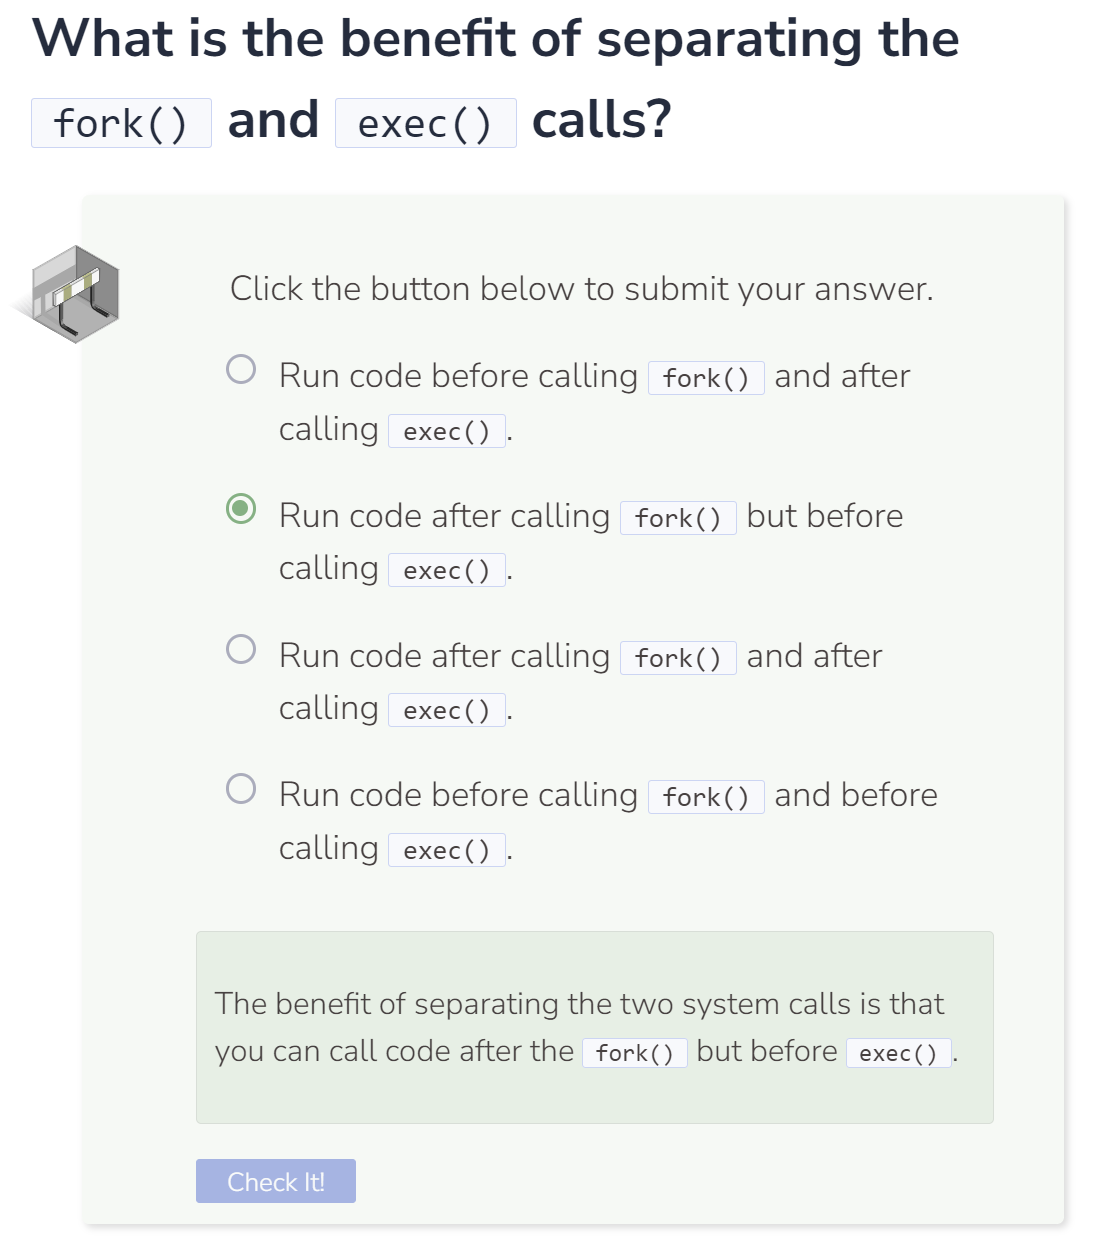 What is the benefit of separating the
fork() and exec() calls?
Click the button below to submit your answer.
Run code before calling fork() and after
calling exec().
Run code after calling fork() but before
calling exec().
Run code after calling fork() and after
calling exec().
Run code before calling fork() and before
calling exec().
The benefit of separating the two system calls is that
you can call code after the fork() but before exec().
Check It!